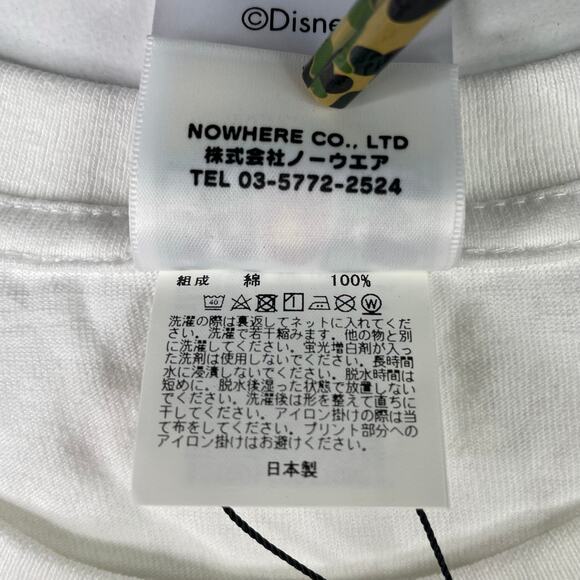 ©Disne
NOWHERE CO., LTD
株式会社ノーウエア
TEL 03-5772-2524
組成 綿 100%
40
W
洗濯の際は裏返してネットに入れてくだ
さい。洗濯で若干縮みます。他の物と別
に洗濯してください。蛍光増白剤が入っ
た洗剤は使用しないでください。長時間
水に浸漬しないでください。脱水時間は
短めに。脱水後湿った状態で放置しない
でください。洗濯後は形を整えて直ちに
干してください。アイロン掛けの際は当
て布をしてください。プリント部分への
アイロン掛けはお避けください。
日本製